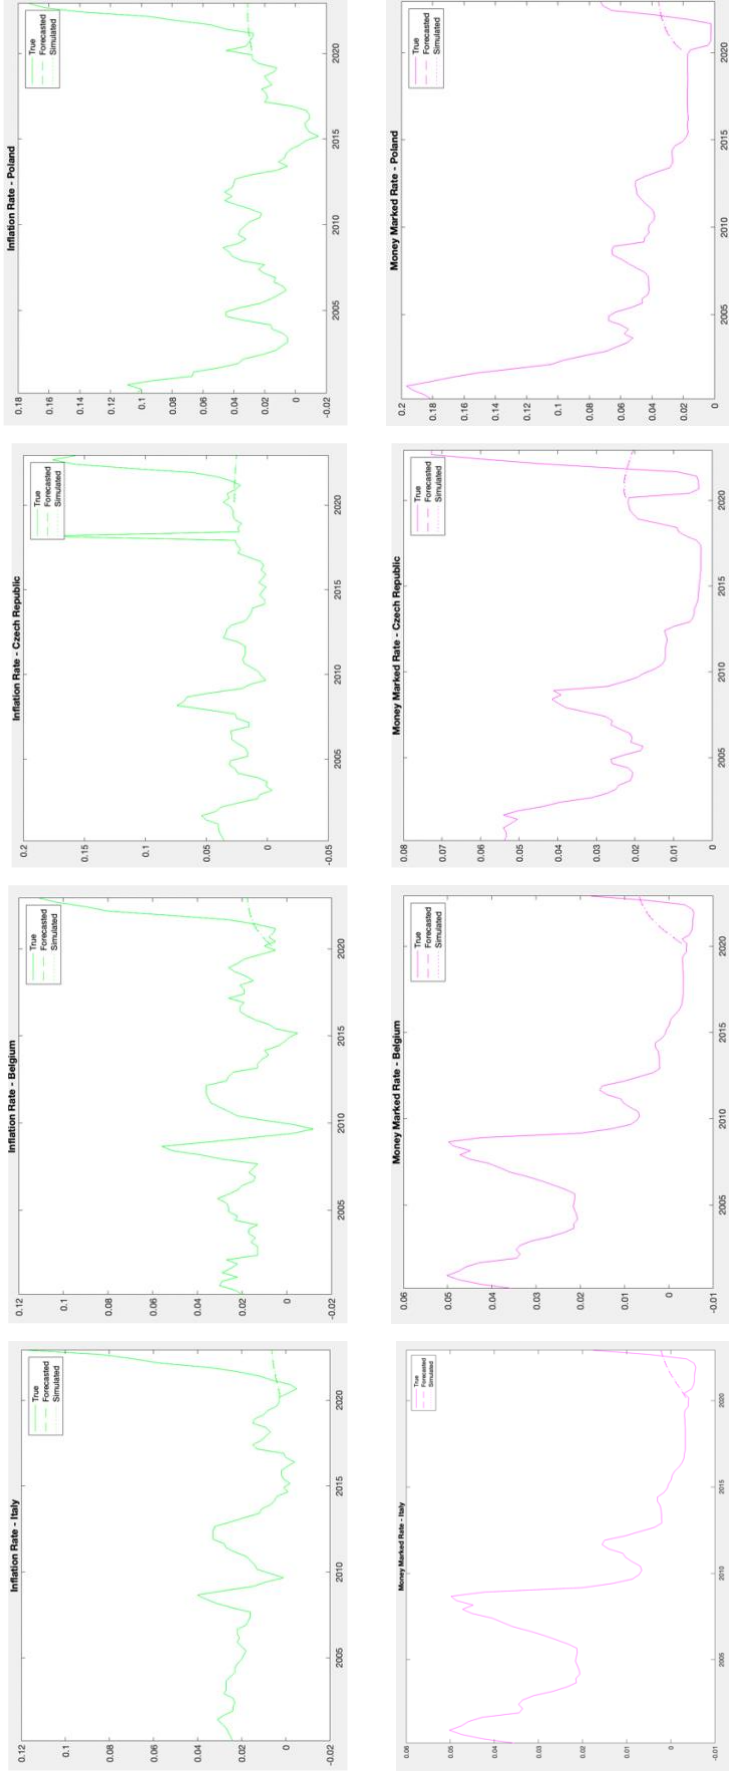 Inflation Rate - Italy
True
Forecasted
Simulated
0.12
0.1
0.08
0.06
0.04
0.02
0
-0.02
2005 2010 2015 2020
Inflation Rate - Belgium
True
Forecasted
Simulated
0.12
0.1
0.08
0.06
0.04
0.02
0
-0.02
2005 2010 2015 2020
Inflation Rate - Czech Republic
True
Forecasted
Simulated
0.2
0.15
0.1
0.05
0
-0.05
2005 2010 2015 2020
Inflation Rate - Poland
True
Forecasted
Simulated
0.18
0.16
0.14
0.12
0.1
0.08
0.06
0.04
0.02
0
-0.02
2005 2010 2015 2020
Money Marked Rate - Italy
True
Forecasted
Simulated
0.06
0.05
0.04
0.03
0.02
0.01
0
-0.01
2005 2010 2015 2020
Money Marked Rate - Belgium
True
Forecasted
Simulated
0.06
0.05
0.04
0.03
0.02
0.01
0
-0.01
2005 2010 2015 2020
Money Marked Rate - Czech Republic
True
Forecasted
Simulated
0.08
0.07
0.06
0.05
0.04
0.03
0.02
0.01
0
2005 2010 2015 2020
Money Marked Rate - Poland
True
Forecasted
Simulated
0.2
0.18
0.16
0.14
0.12
0.1
0.08
0.06
0.04
0.02
0
2005 2010 2015 2020